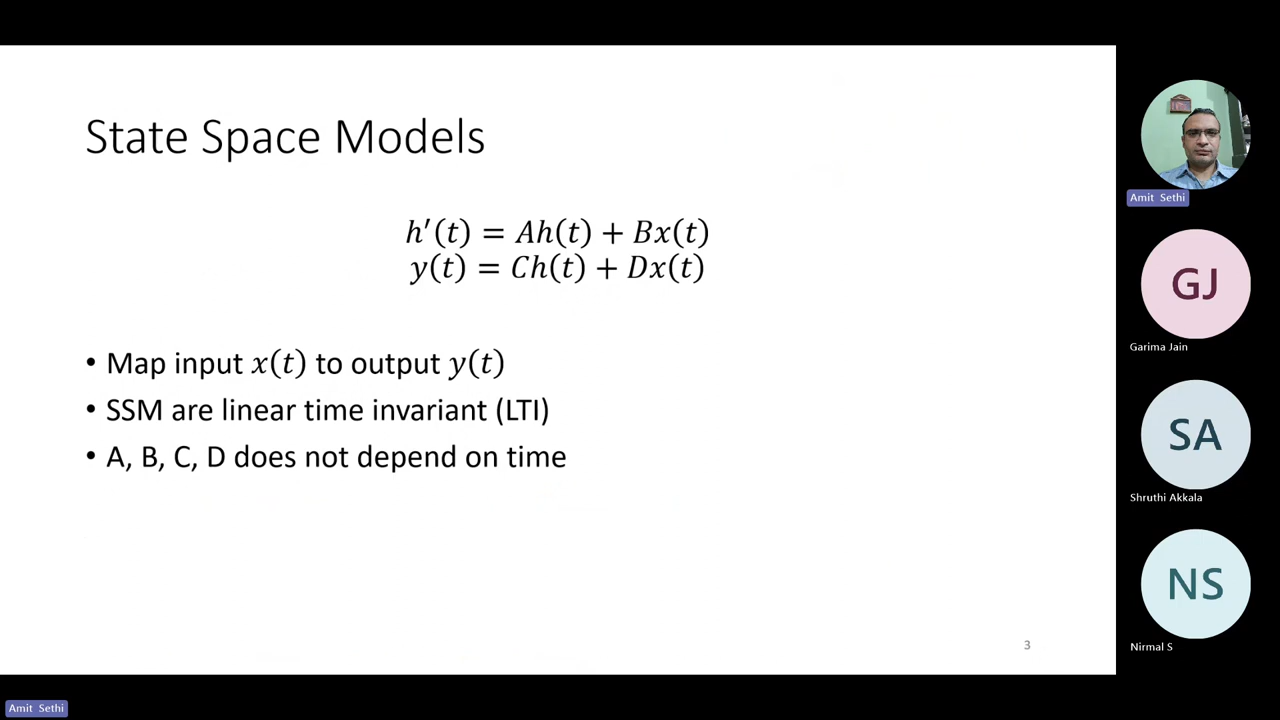 State Space Models
h′(t) = Ah(t) + Bx(t)
y(t) = Ch(t) + Dx(t)
• Map input x(t) to output y(t)
• SSM are linear time invariant (LTI)
• A, B, C, D does not depend on time
3
Amit Sethi
GJ
Garima Jain
SA
Shruthi Akkala
NS
Nirmal S
Amit Sethi